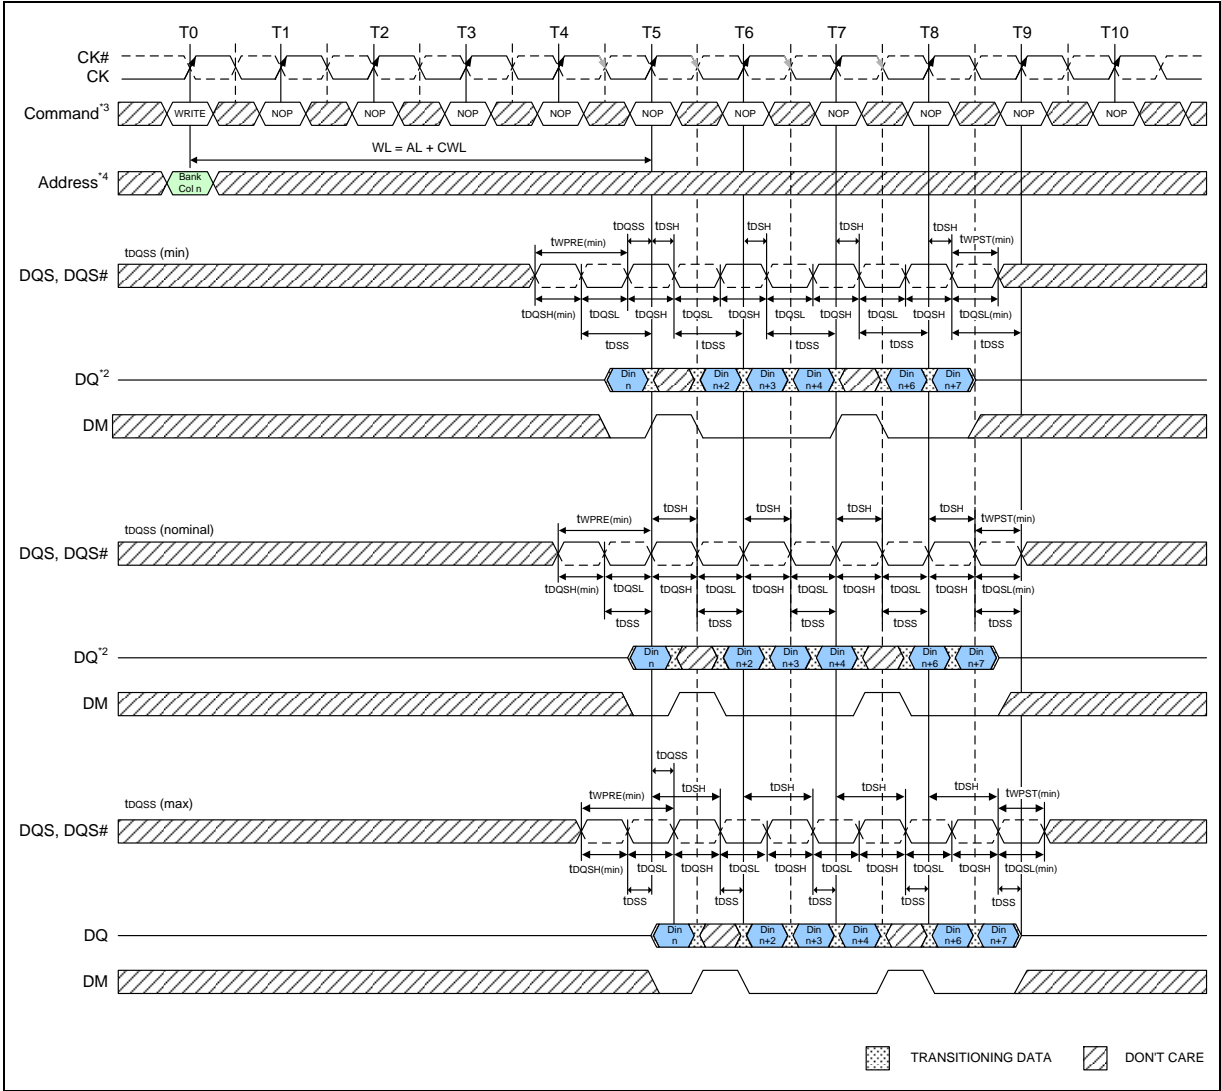 T0 T1 T2 T3 T4 T5 T6 T7 T8 T9 T10
CK#
CK
Command*3 WRITE NOP NOP NOP NOP NOP NOP NOP NOP NOP NOP
WL = AL + CWL
Address*4 Bank
Col n
tDQSS tDSH tDSH tDSH tDSH
tDQSS (min) tWPRE(min) tWPST(min)
DQS, DQS#
tDQSH(min) tDQSL tDQSH tDQSL tDQSH tDQSL tDQSH tDQSL tDQSH tDQSL(min)
tDSS tDSS tDSS tDSS tDSS
DQ*2 Din
n Din
n+2 Din
n+3 Din
n+4 Din
n+6 Din
n+7
DM
tDSH tDSH tDSH tDSH
tDQSS (nominal) tWPRE(min) tWPST(min)
DQS, DQS#
tDQSH(min) tDQSL tDQSH tDQSL tDQSH tDQSL tDQSH tDQSL tDQSH tDQSL(min)
tDSS tDSS tDSS tDSS tDSS
DQ*2 Din
n Din
n+2 Din
n+3 Din
n+4 Din
n+6 Din
n+7
DM
tDQSS
tDQSS (max) tWPRE(min) tDSH tDSH tDSH tDSH tWPST(min)
DQS, DQS#
tDQSH(min) tDQSL tDQSH tDQSL tDQSH tDQSL tDQSH tDQSL tDQSH tDQSL(min)
tDSS tDSS tDSS tDSS tDSS
DQ Din
n Din
n+2 Din
n+3 Din
n+4 Din
n+6 Din
n+7
DM
TRANSITIONING DATA DON'T CARE